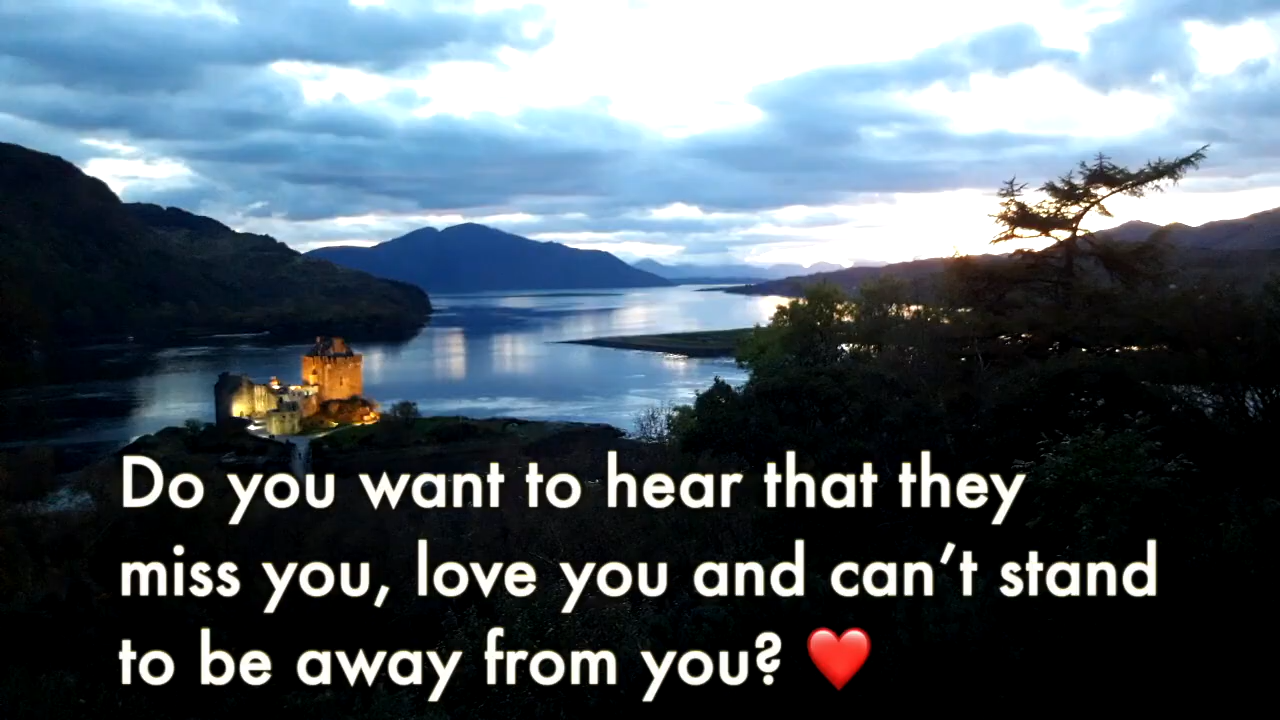 Do you want to hear that they
miss you, love you and can’t stand
to be away from you? ❤️